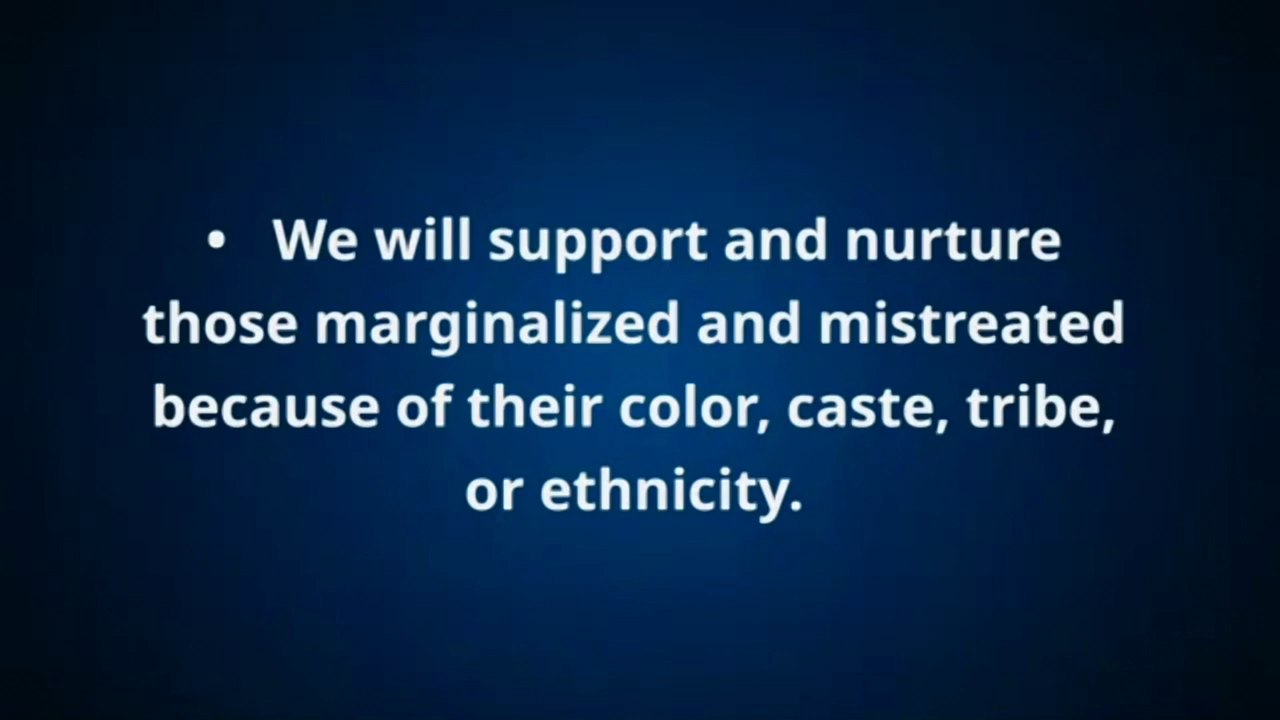 • We will support and nurture
those marginalized and mistreated
because of their color, caste, tribe,
or ethnicity.